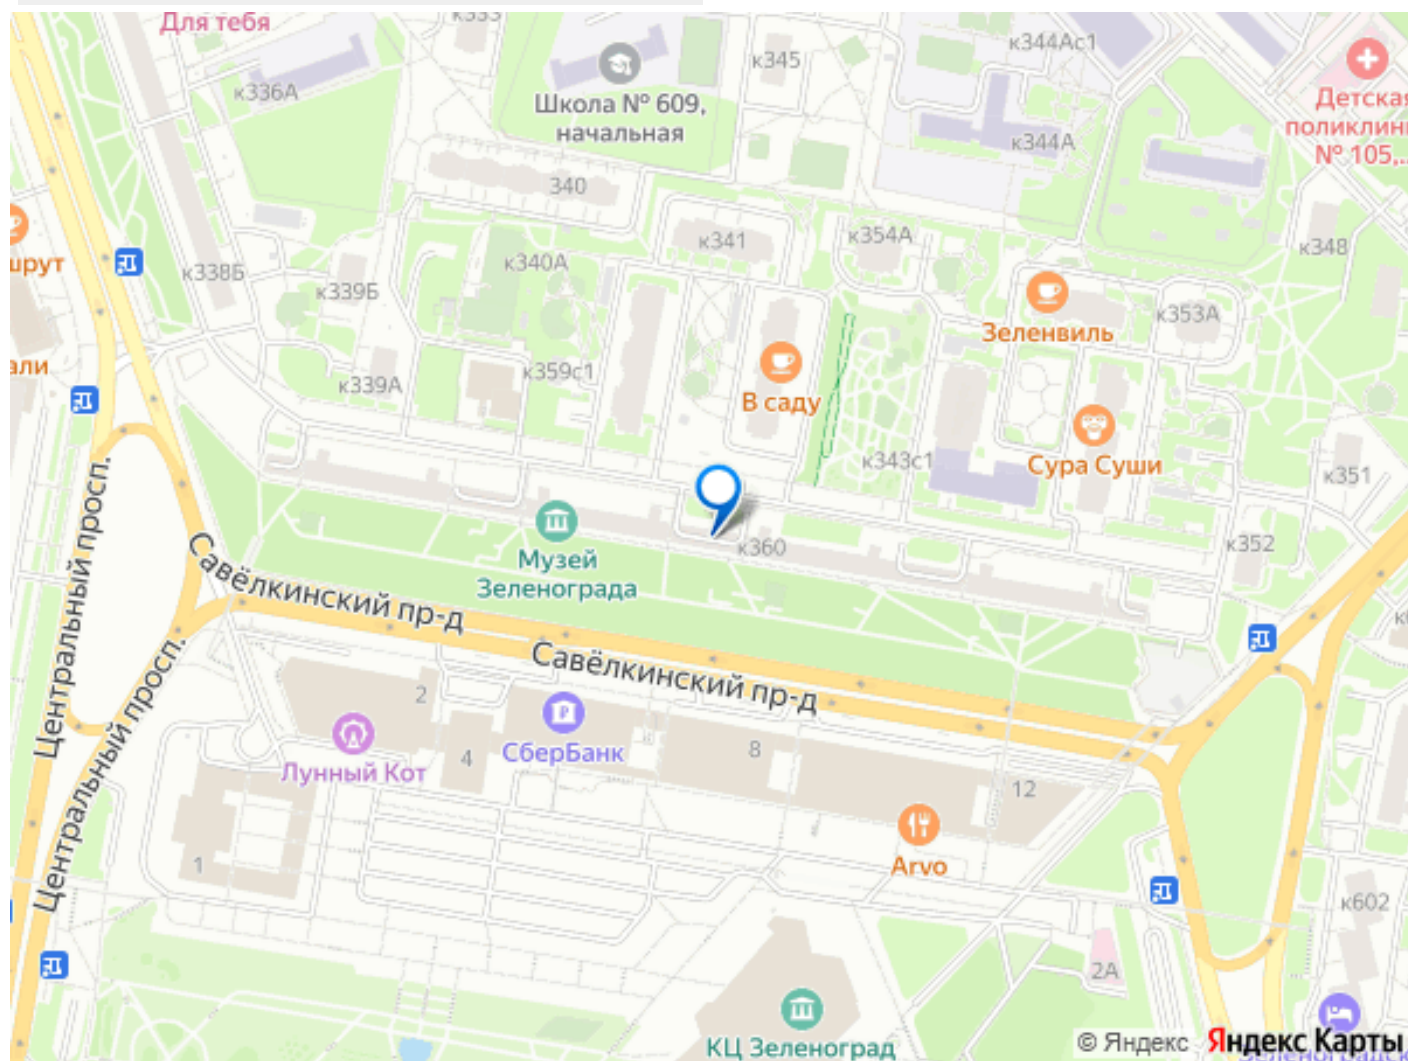 Для тебя
к333
к345
к344Ас1
к336А
Школа № 609,
начальная
к344А
Детская
поликлин
№ 105,..
340
к341
к354А
к348
шрут
к338Б
к340А
к339Б
Зеленвиль
к353А
али
к339А
к359с1
В саду
к343с1
Сура Суши
к351
Музей
Зеленограда
к360
к352
Центральный просп.
Савёлкинский пр-д
Савёлкинский пр-д
Центральный просп.
2
4
СберБанк
8
12
Лунный Кот
Arvo
1
к602
2А
КЦ Зеленоград
© Яндекс Яндекс Карты